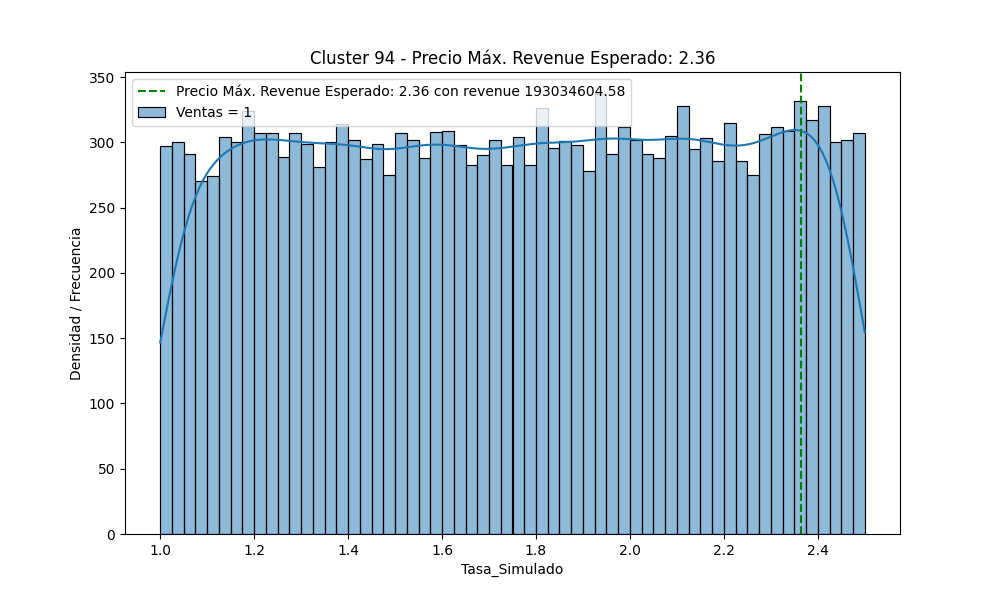 Cluster 94 - Precio Máx. Revenue Esperado: 2.36
350
300
250
200
150
100
50
0
Densidad / Frecuencia
Precio Máx. Revenue Esperado: 2.36 con revenue 193034604.58
Ventas = 1
1.0 1.2 1.4 1.6 1.8 2.0 2.2 2.4
Tasa_Simulado